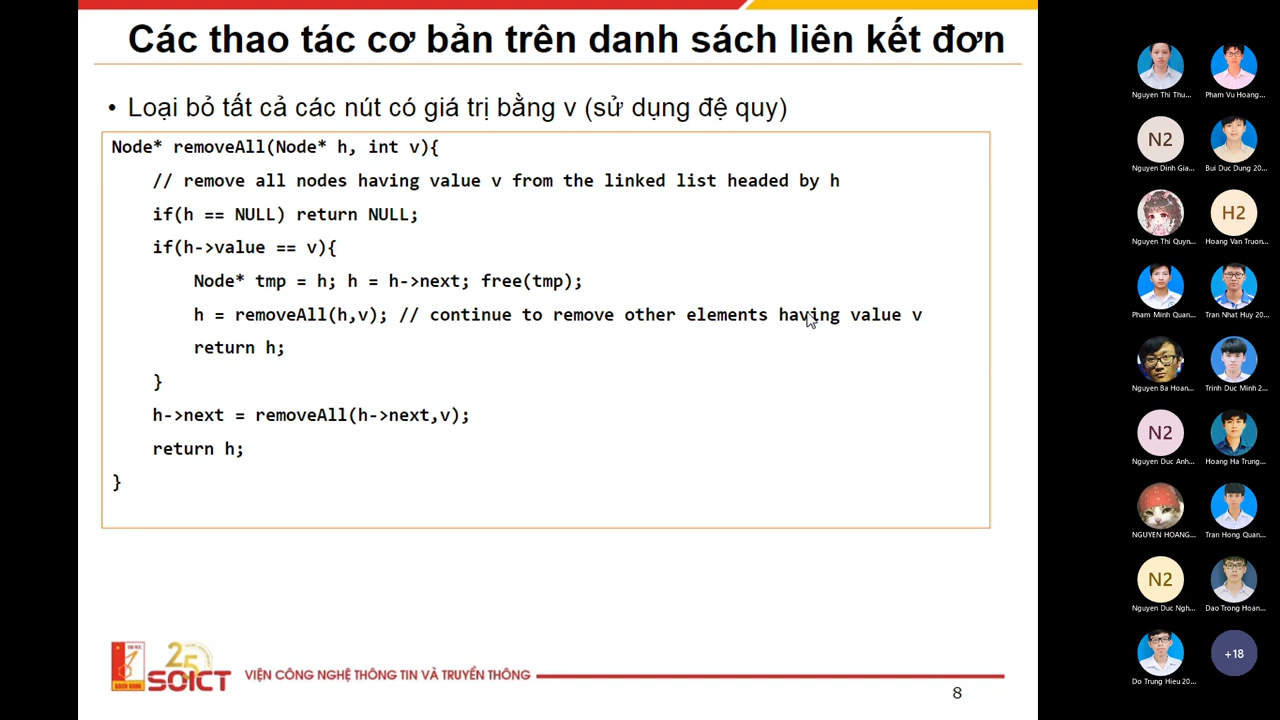 Các thao tác cơ bản trên danh sách liên kết đơn
• Loại bỏ tất cả các nút có giá trị bằng v (sử dụng đệ quy)
Node* removeAll(Node* h, int v){
// remove all nodes having value v from the linked list headed by h
if(h == NULL) return NULL;
if(h->value == v){
Node* tmp = h; h = h->next; free(tmp);
h = removeAll(h,v); // continue to remove other elements having value v
return h;
}
h->next = removeAll(h->next,v);
return h;
}
25
SOICT
VIỆN CÔNG NGHỆ THÔNG TIN VÀ TRUYỀN THÔNG
8
Nguyen Thi Thu...
Pham Vu Hoang...
N2
Nguyen Dinh Gia...
Bui Duc Dung 20...
Nguyen Thi Quyn...
H2
Hoang Van Truon...
Pham Minh Quan...
Tran Nhat Huy 20...
Nguyen Ba Hoan...
Trinh Duc Minh 2...
N2
Nguyen Duc Anh...
Hoang Ha Trung...
NGUYEN HOANG...
Tran Hong Quan...
N2
Nguyen Duc Ngh...
Dao Trong Hoan...
Do Trung Hieu 20...
+18